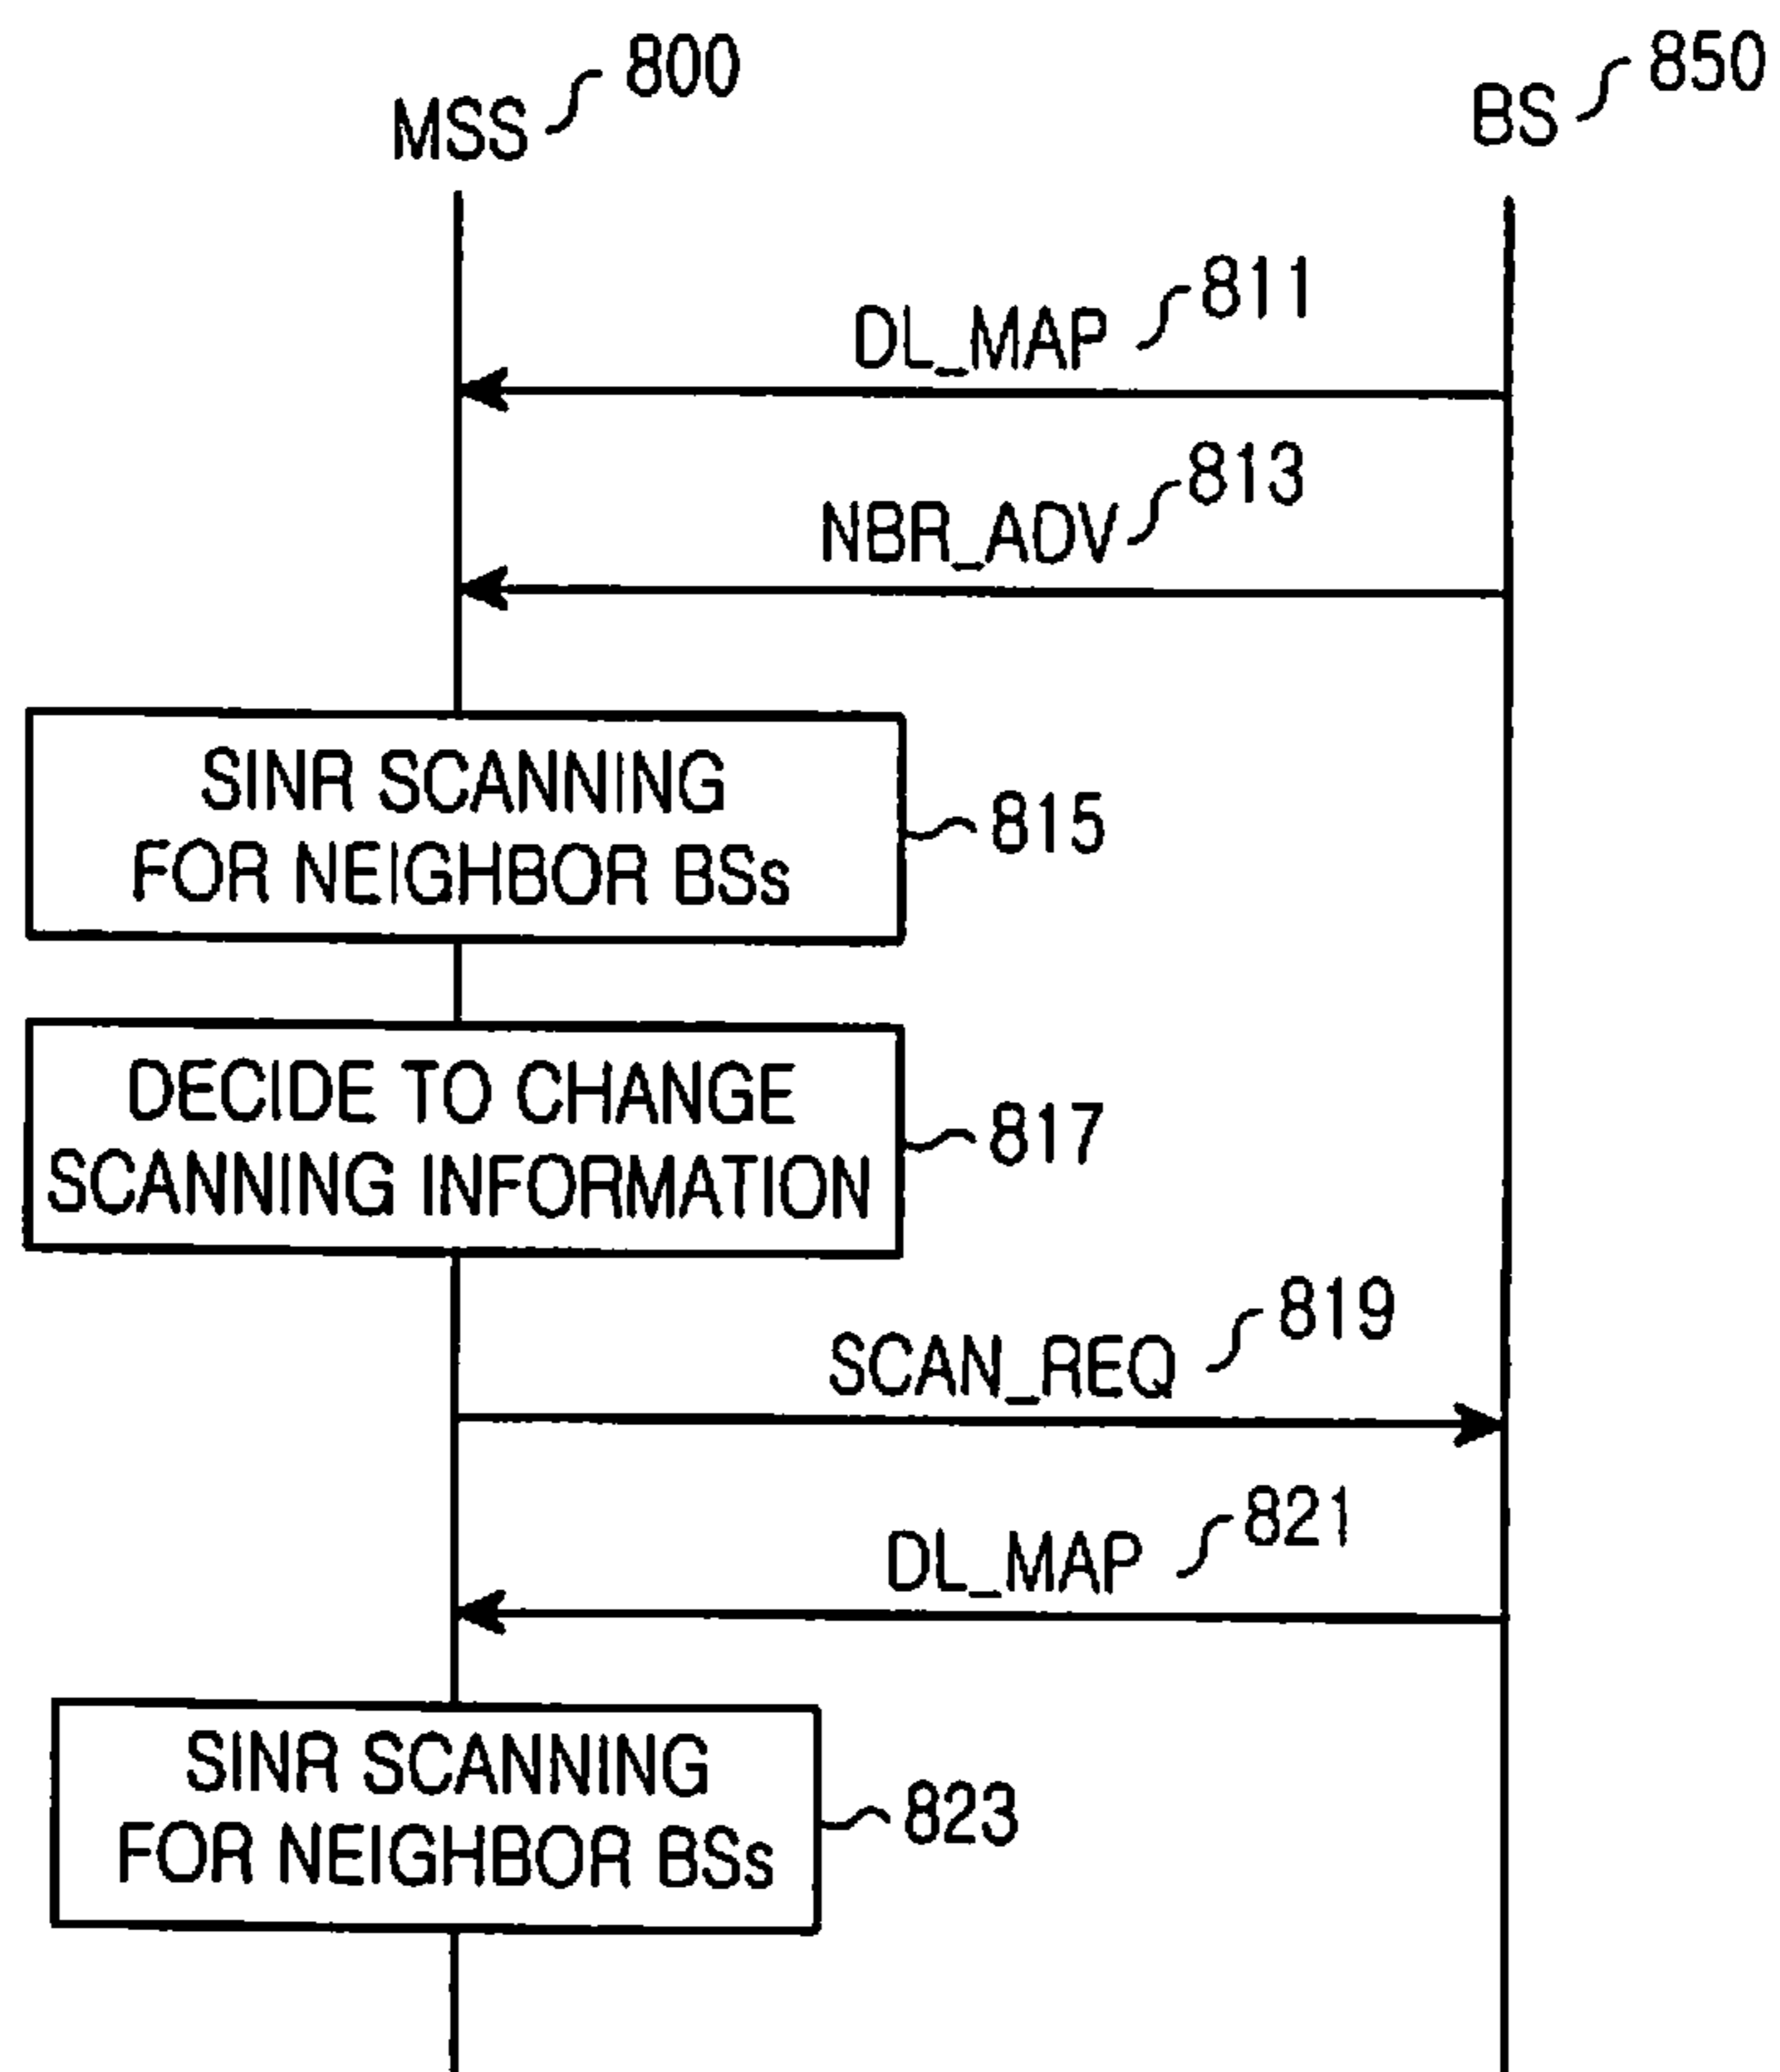 MSS 800
BS 850
DL_MAP 811
NBR_ADV 813
SINR SCANNING
FOR NEIGHBOR BSs
815
DECIDE TO CHANGE
SCANNING INFORMATION
817
SCAN_REQ 819
DL_MAP 821
SINR SCANNING
FOR NEIGHBOR BSs
823